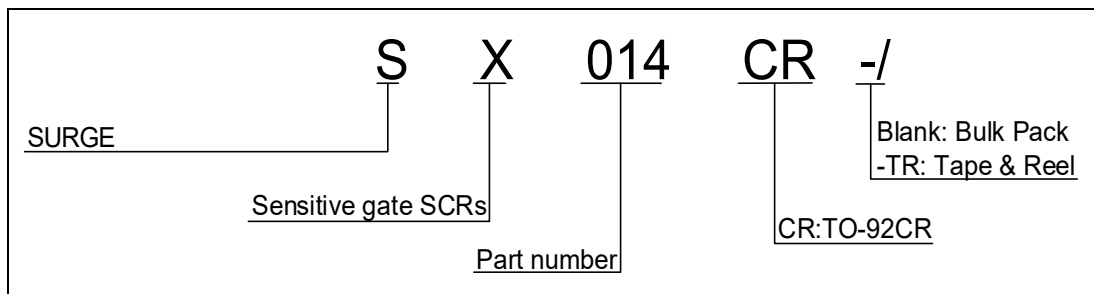 S X 014 CR -/
SURGE
Blank: Bulk Pack
-TR: Tape & Reel
Sensitive gate SCRs
CR:TO-92CR
Part number